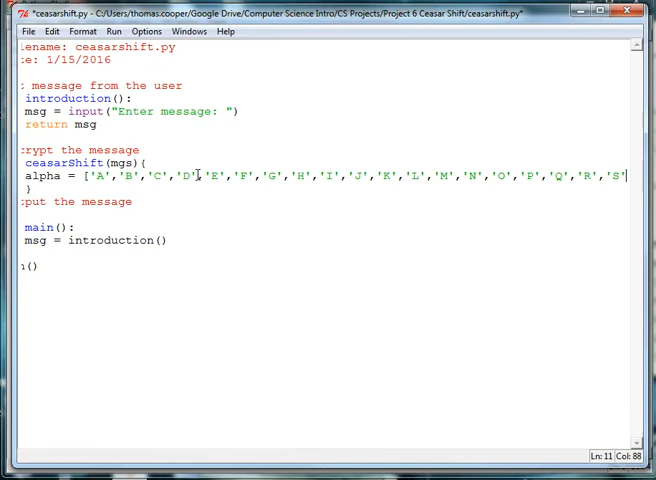 *ceasarshift.py - C:/Users/thomas.cooper/Google Drive/Computer Science Intro/CS Projects/Project 6 Ceasar Shift/ceasarshift.py*
File Edit Format Run Options Windows Help
lename: ceasarshift.py
te: 1/15/2016
t message from the user
introduction():
msg = input("Enter message: ")
return msg
crypt the message
ceasarShift(mgs){
alpha = ['A','B','C','D','E','F','G','H','I','J','K','L','M','N','O','P','Q','R','S'
}
tput the message
main():
msg = introduction()
n()
Ln: 11 Col: 88